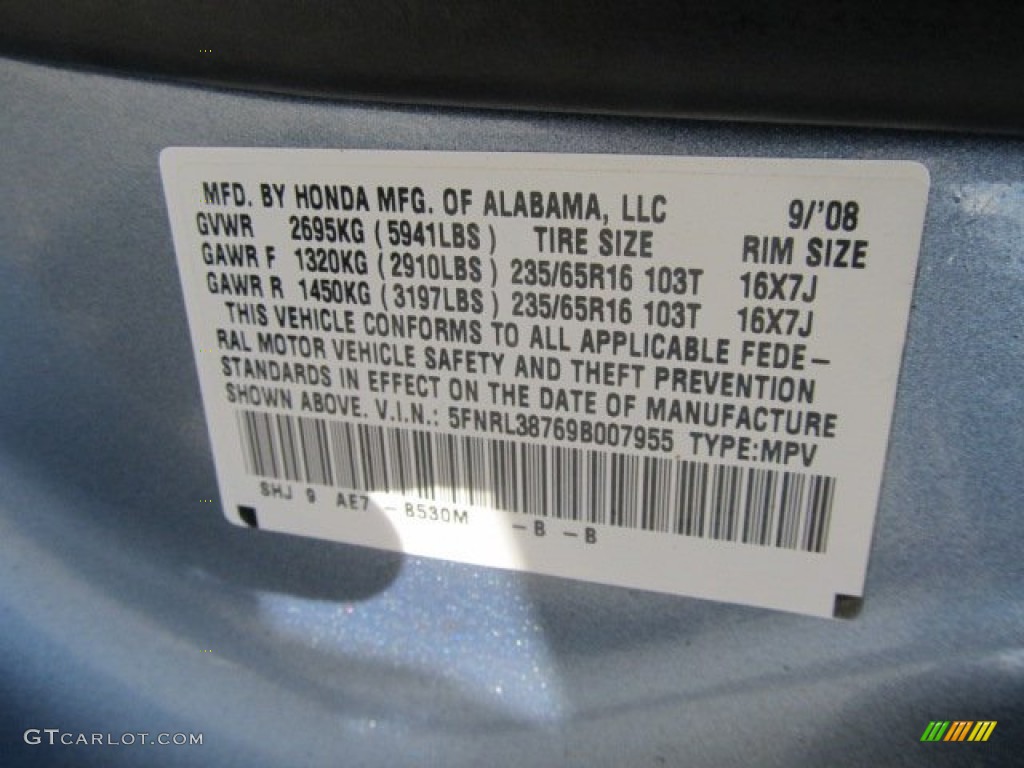 MFD. BY HONDA MFG. OF ALABAMA, LLC 9/'08
GVWR 2695KG (5941LBS) TIRE SIZE RIM SIZE
GAWR F 1320KG (2910LBS) 235/65R16 103T 16X7J
GAWR R 1450KG (3197LBS) 235/65R16 103T 16X7J
THIS VEHICLE CONFORMS TO ALL APPLICABLE FEDE-
RAL MOTOR VEHICLE SAFETY AND THEFT PREVENTION
STANDARDS IN EFFECT ON THE DATE OF MANUFACTURE
SHOWN ABOVE. V.I.N.: 5FNRL38769B007955 TYPE:MPV
SHJ 9 AE7 - B530M - B - B
GTCARLOT.COM